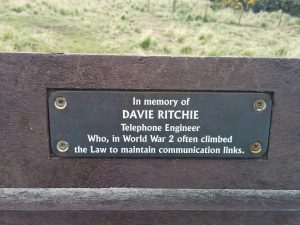 In memory of
DAVIE RITCHIE
Telephone Engineer
Who, in World War 2 often climbed
the Law to maintain communication links.